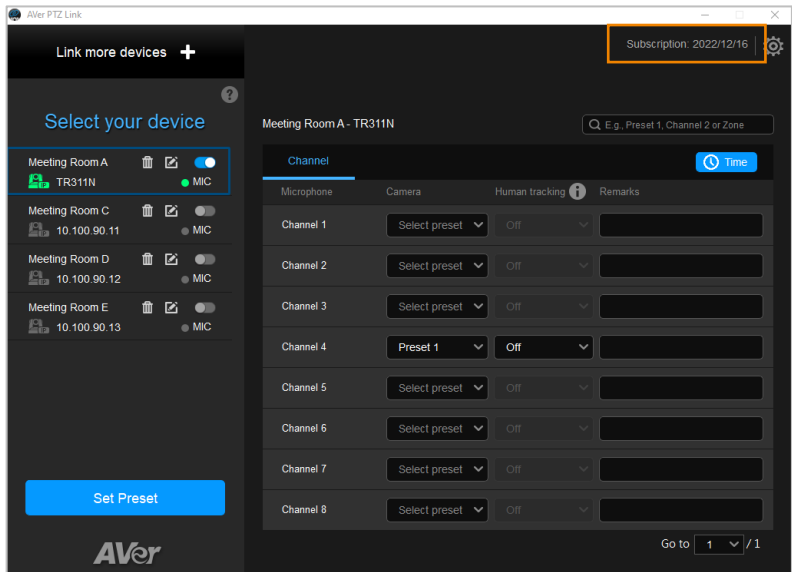 AVer PTZ Link
Link more devices
Subscription: 2022/12/16
?
Select your device
Meeting Room A
TR311N MIC
Meeting Room C
10.100.90.11 MIC
Meeting Room D
10.100.90.12 MIC
Meeting Room E
10.100.90.13 MIC
Set Preset
AVer
Meeting Room A - TR311N
E.g., Preset 1, Channel 2 or Zone
Channel Time
Microphone Camera Human tracking i Remarks
Channel 1 Select preset Off
Channel 2 Select preset Off
Channel 3 Select preset Off
Channel 4 Preset 1 Off
Channel 5 Select preset Off
Channel 6 Select preset Off
Channel 7 Select preset Off
Channel 8 Select preset Off
Go to 1 / 1